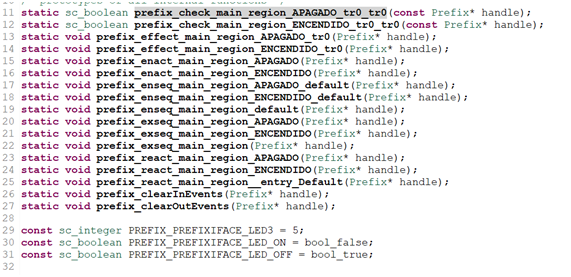 11 static sc_boolean prefix_check_main_region_APAGADO_tr0_tr0(const Prefix* handle);
12 static sc_boolean prefix_check_main_region_ENCENDIDO_tr0_tr0(const Prefix* handle);
13 static void prefix_effect_main_region_APAGADO_tr0(Prefix* handle);
14 static void prefix_effect_main_region_ENCENDIDO_tr0(Prefix* handle);
15 static void prefix_enact_main_region_APAGADO(Prefix* handle);
16 static void prefix_enact_main_region_ENCENDIDO(Prefix* handle);
17 static void prefix_enseq_main_region_APAGADO_default(Prefix* handle);
18 static void prefix_enseq_main_region_ENCENDIDO_default(Prefix* handle);
19 static void prefix_enseq_main_region_default(Prefix* handle);
20 static void prefix_exseq_main_region_APAGADO(Prefix* handle);
21 static void prefix_exseq_main_region_ENCENDIDO(Prefix* handle);
22 static void prefix_exseq_main_region(Prefix* handle);
23 static void prefix_react_main_region_APAGADO(Prefix* handle);
24 static void prefix_react_main_region_ENCENDIDO(Prefix* handle);
25 static void prefix_react_main_region__entry_Default(Prefix* handle);
26 static void prefix_clearInEvents(Prefix* handle);
27 static void prefix_clearOutEvents(Prefix* handle);
28
29 const sc_integer PREFIX_PREFIXIFACE_LED3 = 5;
30 const sc_boolean PREFIX_PREFIXIFACE_LED_ON = bool_false;
31 const sc_boolean PREFIX_PREFIXIFACE_LED_OFF = bool_true;
32